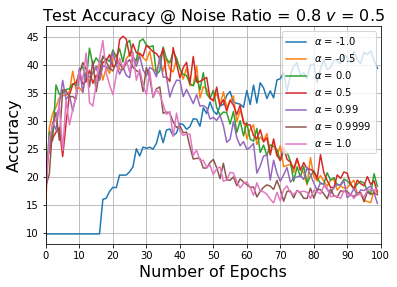 Test Accuracy @ Noise Ratio = 0.8 v = 0.5
Accuracy
45
40
35
30
25
20
15
10
α = -1.0
α = -0.5
α = 0.0
α = 0.5
α = 0.99
α = 0.9999
α = 1.0
0 10 20 30 40 50 60 70 80 90 100
Number of Epochs